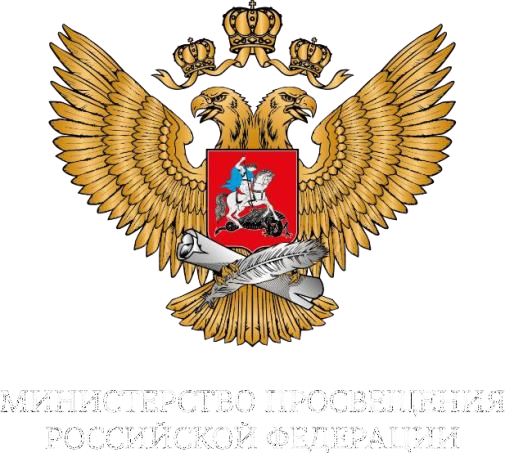 МИНИСТЕРСТВО ПРОСВЕЩЕНИЯ
РОССИЙСКОЙ ФЕДЕРАЦИИ